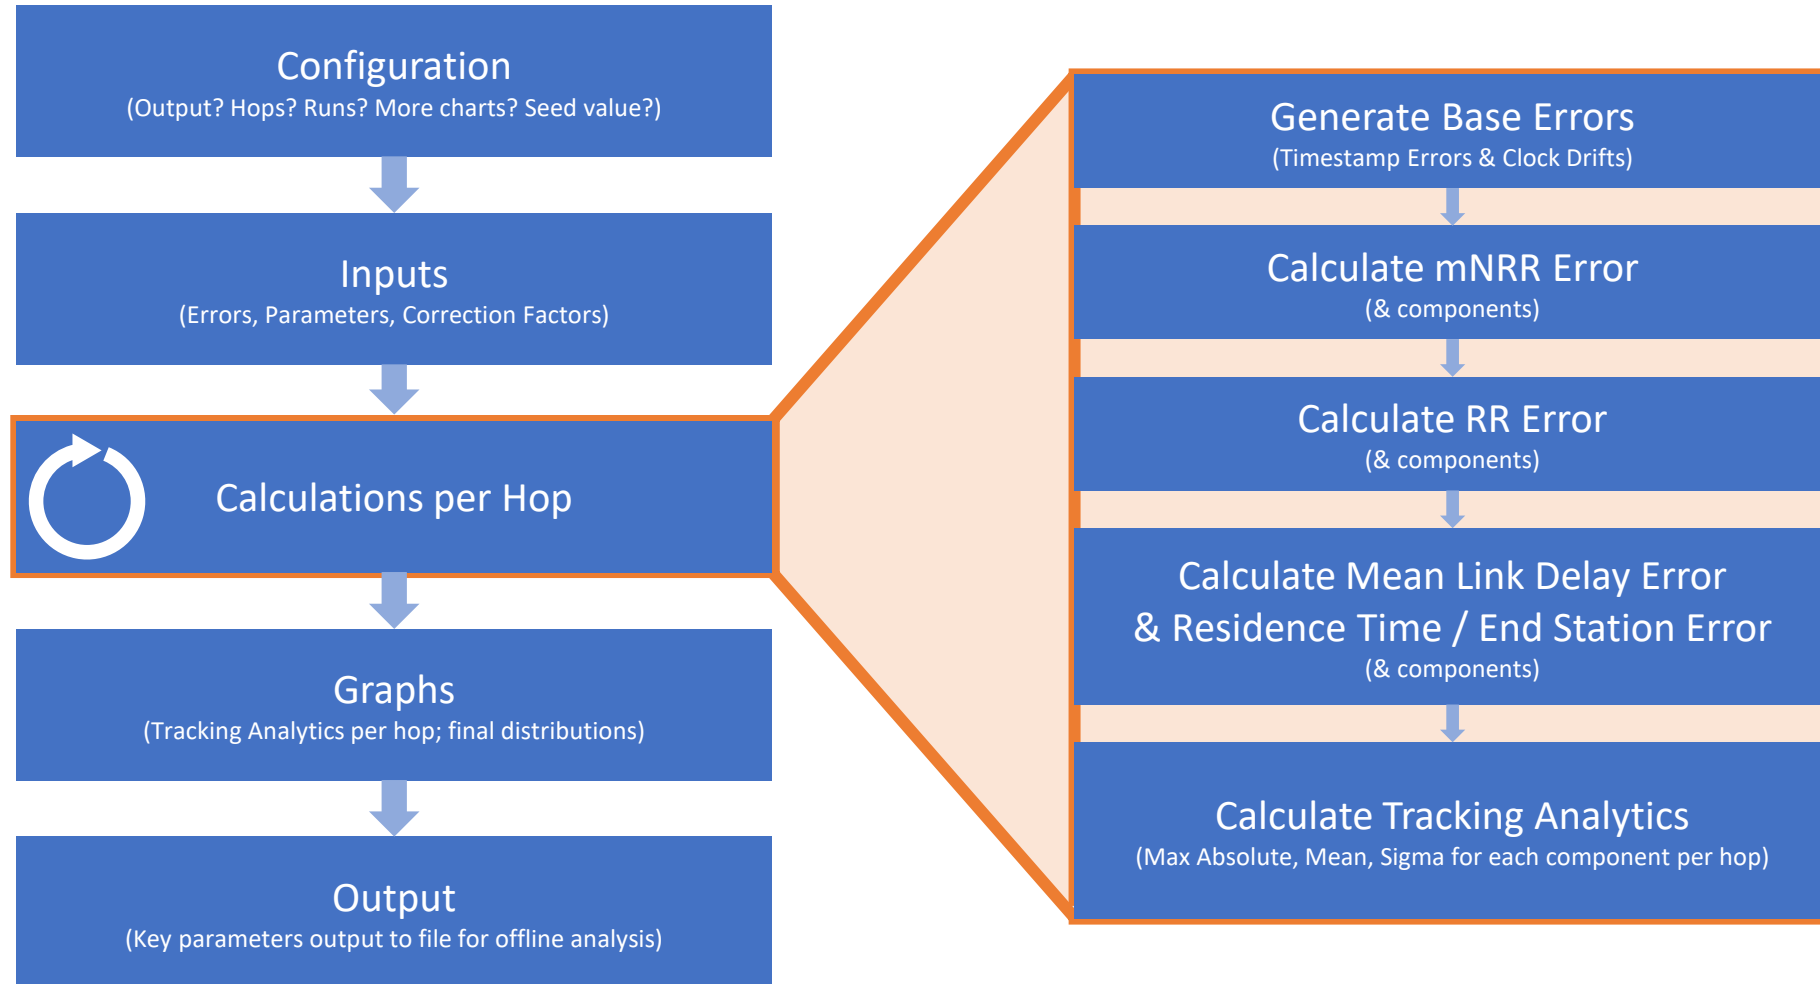 Configuration
(Output? Hops? Runs? More charts? Seed value?)
Inputs
(Errors, Parameters, Correction Factors)
Calculations per Hop
Graphs
(Tracking Analytics per hop; final distributions)
Output
(Key parameters output to file for offline analysis)
Generate Base Errors
(Timestamp Errors & Clock Drifts)
Calculate mNRR Error
(& components)
Calculate RR Error
(& components)
Calculate Mean Link Delay Error
& Residence Time / End Station Error
(& components)
Calculate Tracking Analytics
(Max Absolute, Mean, Sigma for each component per hop)